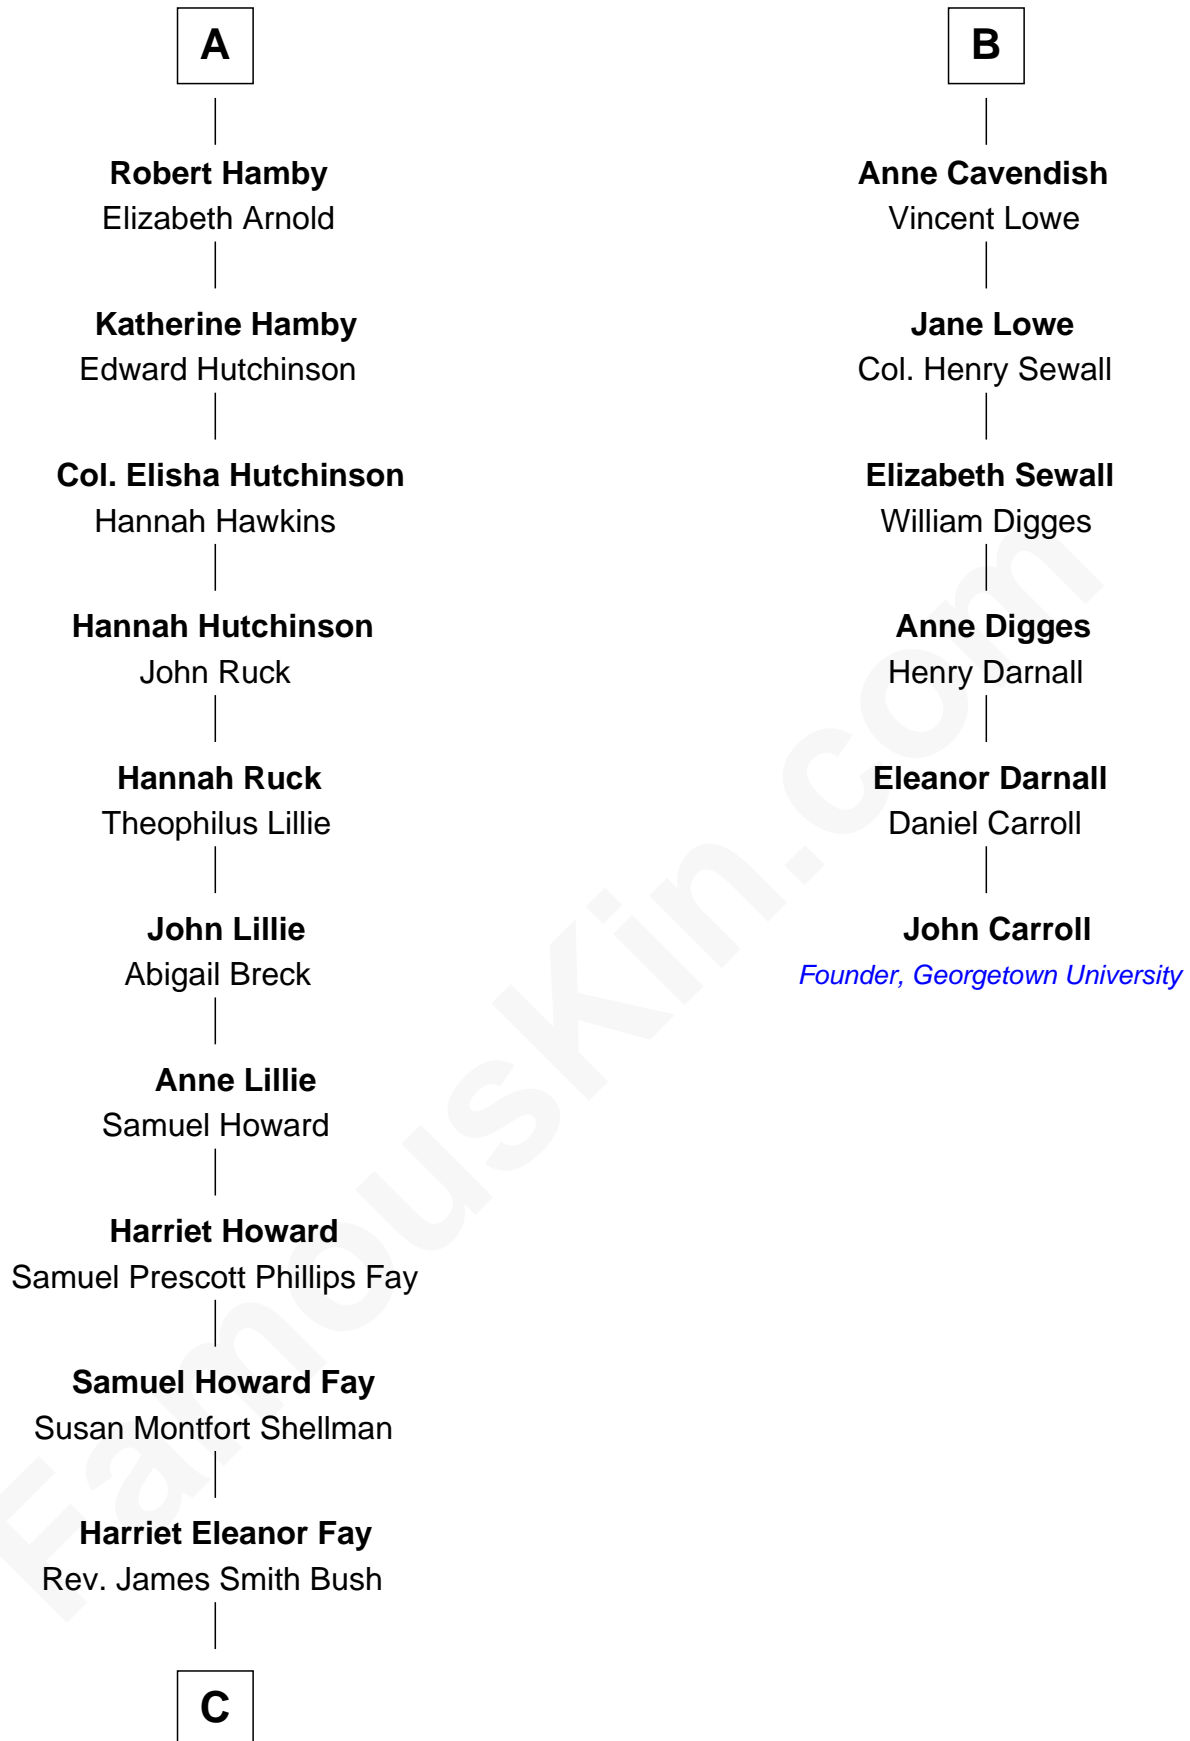 A
Robert Hamby
Elizabeth Arnold
Katherine Hamby
Edward Hutchinson
Col. Elisha Hutchinson
Hannah Hawkins
Hannah Hutchinson
John Ruck
Hannah Ruck
Theophilus Lillie
John Lillie
Abigail Breck
Anne Lillie
Samuel Howard
Harriet Howard
Samuel Prescott Phillips Fay
Samuel Howard Fay
Susan Montfort Shellman
Harriet Eleanor Fay
Rev. James Smith Bush
C
B
Anne Cavendish
Vincent Lowe
Jane Lowe
Col. Henry Sewall
Elizabeth Sewall
William Digges
Anne Digges
Henry Darnall
Eleanor Darnall
Daniel Carroll
John Carroll
Founder, Georgetown University
FamousKin.com